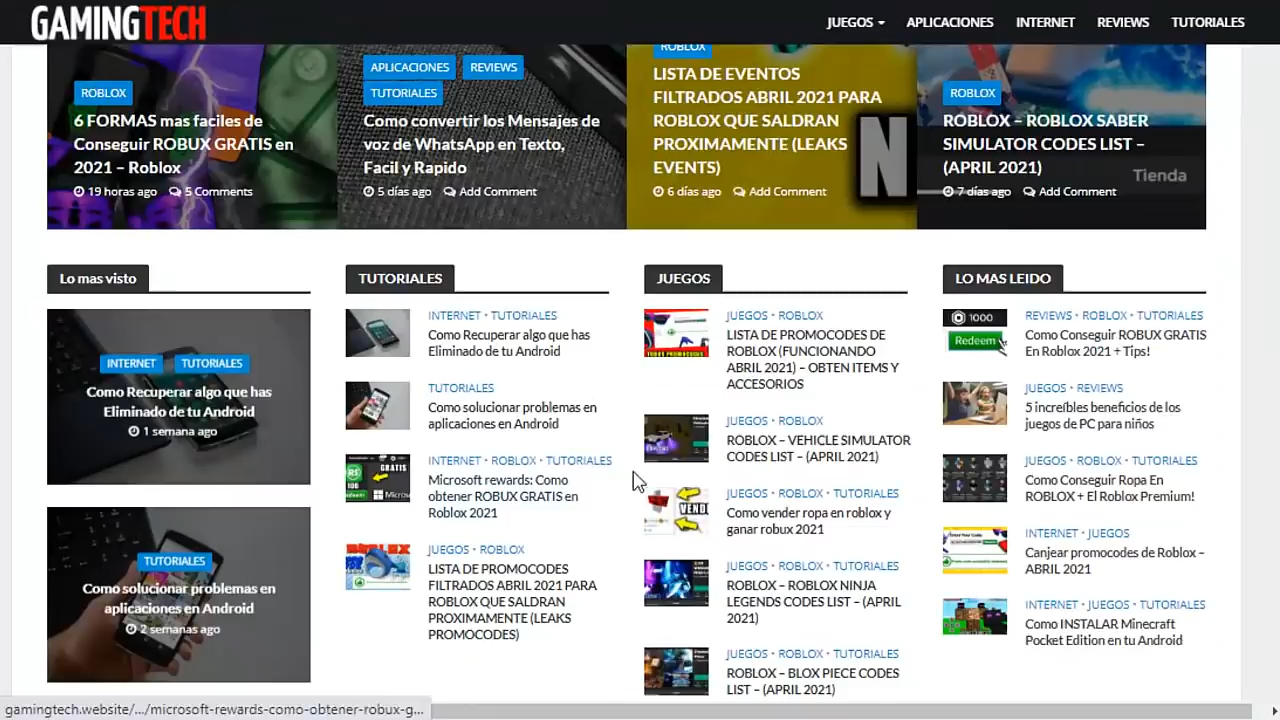 GAMINGTECH
JUEGOS
APLICACIONES
INTERNET
REVIEWS
TUTORIALES
ROBLOX
6 FORMAS mas faciles de
Conseguir ROBUX GRATIS en
2021 – Roblox
19 horas ago
5 Comments
APLICACIONES
REVIEWS
TUTORIALES
Como convertir los Mensajes de
voz de WhatsApp en Texto,
Facil y Rapido
5 días ago
Add Comment
ROBLOX
LISTA DE EVENTOS
FILTRADOS ABRIL 2021 PARA
ROBLOX QUE SALDRAN
PROXIMAMENTE (LEAKS
EVENTS)
6 días ago
Add Comment
N
ROBLOX
ROBLOX – ROBLOX SABER
SIMULATOR CODES LIST –
(APRIL 2021)
7 días ago
Add Comment
Tienda
Lo mas visto
INTERNET
TUTORIALES
Como Recuperar algo que has
Eliminado de tu Android
1 semana ago
TUTORIALES
Como solucionar problemas en
aplicaciones en Android
2 semanas ago
TUTORIALES
INTERNET • TUTORIALES
Como Recuperar algo que has
Eliminado de tu Android
TUTORIALES
Como solucionar problemas en
aplicaciones en Android
GRATIS
INTERNET • ROBLOX • TUTORIALES
Microsoft rewards: Como
obtener ROBUX GRATIS en
Roblox 2021
JUEGOS • ROBLOX
LISTA DE PROMOCODES
FILTRADOS ABRIL 2021 PARA
ROBLOX QUE SALDRAN
PROXIMAMENTE (LEAKS
PROMOCODES)
JUEGOS
JUEGOS • ROBLOX
LISTA DE PROMOCODES DE
ROBLOX (FUNCIONANDO
ABRIL 2021) – OBTEN ITEMS Y
ACCESORIOS
JUEGOS • ROBLOX
ROBLOX – VEHICLE SIMULATOR
CODES LIST – (APRIL 2021)
JUEGOS • ROBLOX • TUTORIALES
Como vender ropa en roblox y
ganar robux 2021
JUEGOS • ROBLOX • TUTORIALES
ROBLOX – ROBLOX NINJA
LEGENDS CODES LIST – (APRIL
2021)
JUEGOS • ROBLOX • TUTORIALES
ROBLOX – BLOX PIECE CODES
LIST – (APRIL 2021)
LO MAS LEIDO
1000
Redeem
REVIEWS • ROBLOX • TUTORIALES
Como Conseguir ROBUX GRATIS
En Roblox 2021 + Tips!
JUEGOS • REVIEWS
5 increíbles beneficios de los
juegos de PC para niños
JUEGOS • ROBLOX • TUTORIALES
Como Conseguir Ropa En
ROBLOX + El Roblox Premium!
INTERNET • JUEGOS
Canjear promocodes de Roblox –
ABRIL 2021
INTERNET • JUEGOS • TUTORIALES
Como INSTALAR Minecraft
Pocket Edition en tu Android
gamingtech.website/.../microsoft-rewards-como-obtener-robux-g...